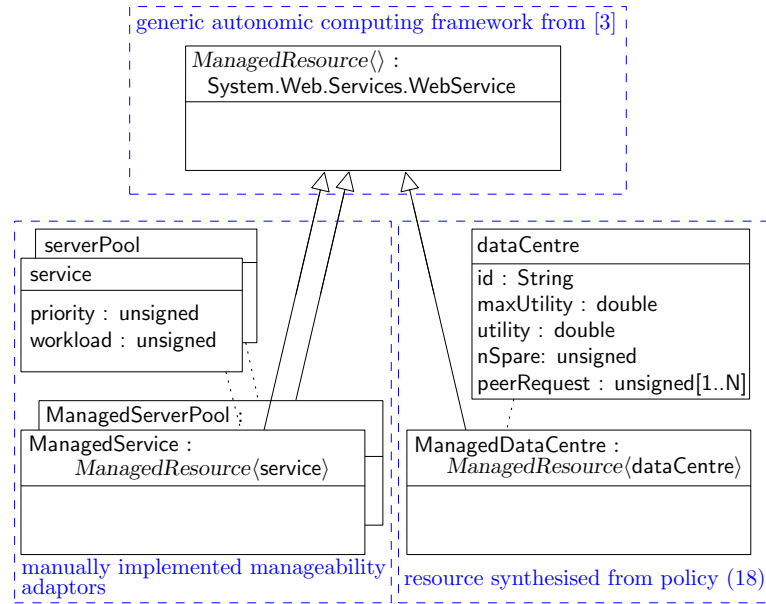 generic autonomic computing framework from [3]
ManagedResource⟨⟩ :
System.Web.Services.WebService
serverPool
service
priority : unsigned
workload : unsigned
ManagedServerPool :
ManagedService :
ManagedResource⟨service⟩
manually implemented manageability
adaptors
dataCentre
id : String
maxUtility : double
utility : double
nSpare: unsigned
peerRequest : unsigned[1..N]
ManagedDataCentre :
ManagedResource⟨dataCentre⟩
resource synthesised from policy (18)